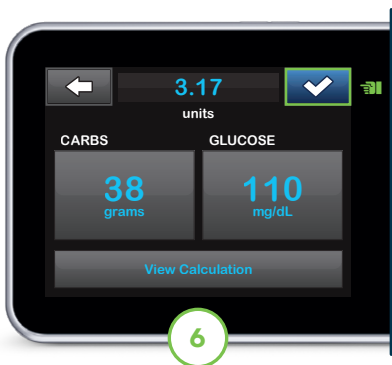 3.17
units
CARBS GLUCOSE
38 110
grams mg/dL
View Calculation
6